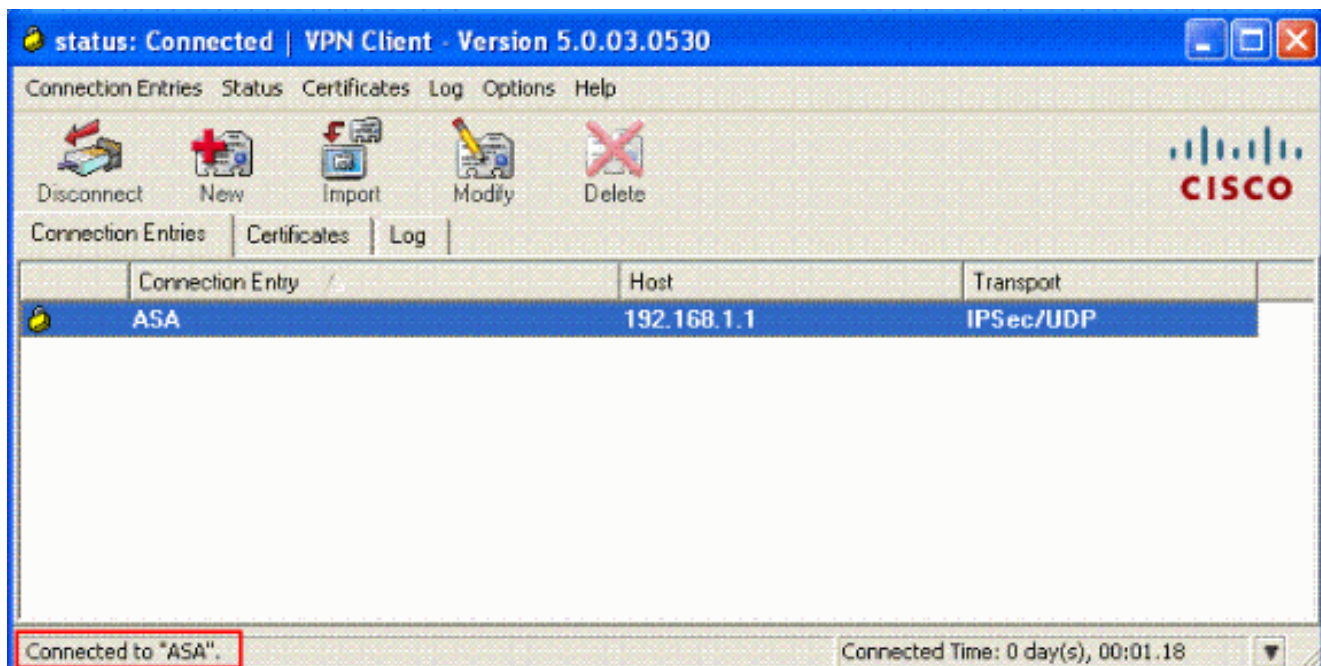 status: Connected | VPN Client - Version 5.0.03.0530
Connection Entries Status Certificates Log Options Help
Disconnect New Import Modify Delete
CISCO
Connection Entries Certificates Log
Connection Entry Host Transport
ASA 192.168.1.1 IPSec/UDP
Connected to "ASA". Connected Time: 0 day(s), 00:01.18